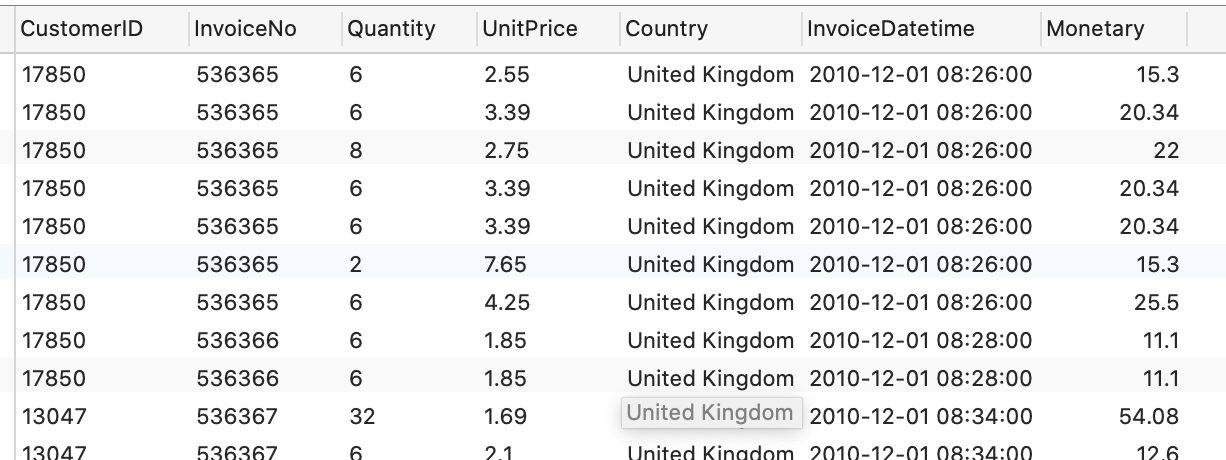 CustomerID InvoiceNo Quantity UnitPrice Country InvoiceDatetime Monetary
17850 536365 6 2.55 United Kingdom 2010-12-01 08:26:00 15.3
17850 536365 6 3.39 United Kingdom 2010-12-01 08:26:00 20.34
17850 536365 8 2.75 United Kingdom 2010-12-01 08:26:00 22
17850 536365 6 3.39 United Kingdom 2010-12-01 08:26:00 20.34
17850 536365 6 3.39 United Kingdom 2010-12-01 08:26:00 20.34
17850 536365 2 7.65 United Kingdom 2010-12-01 08:26:00 15.3
17850 536365 6 4.25 United Kingdom 2010-12-01 08:26:00 25.5
17850 536366 6 1.85 United Kingdom 2010-12-01 08:28:00 11.1
17850 536366 6 1.85 United Kingdom 2010-12-01 08:28:00 11.1
13047 536367 32 1.69 United Kingdom 2010-12-01 08:34:00 54.08
13047 536367 6 2.1 United Kingdom 2010-12-01 08:34:00 12.6